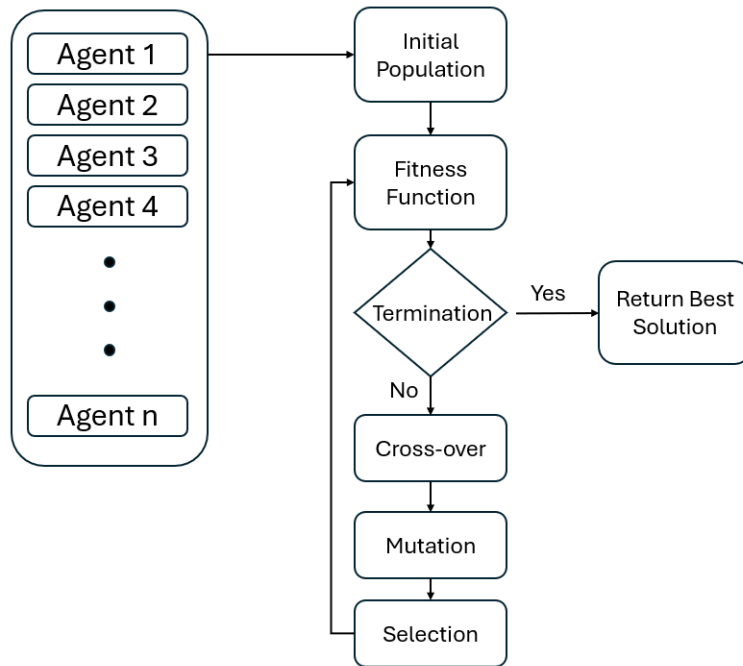 Agent 1
Agent 2
Agent 3
Agent 4
Agent n
Initial
Population
Fitness
Function
Termination
Yes
Return Best
Solution
No
Cross-over
Mutation
Selection